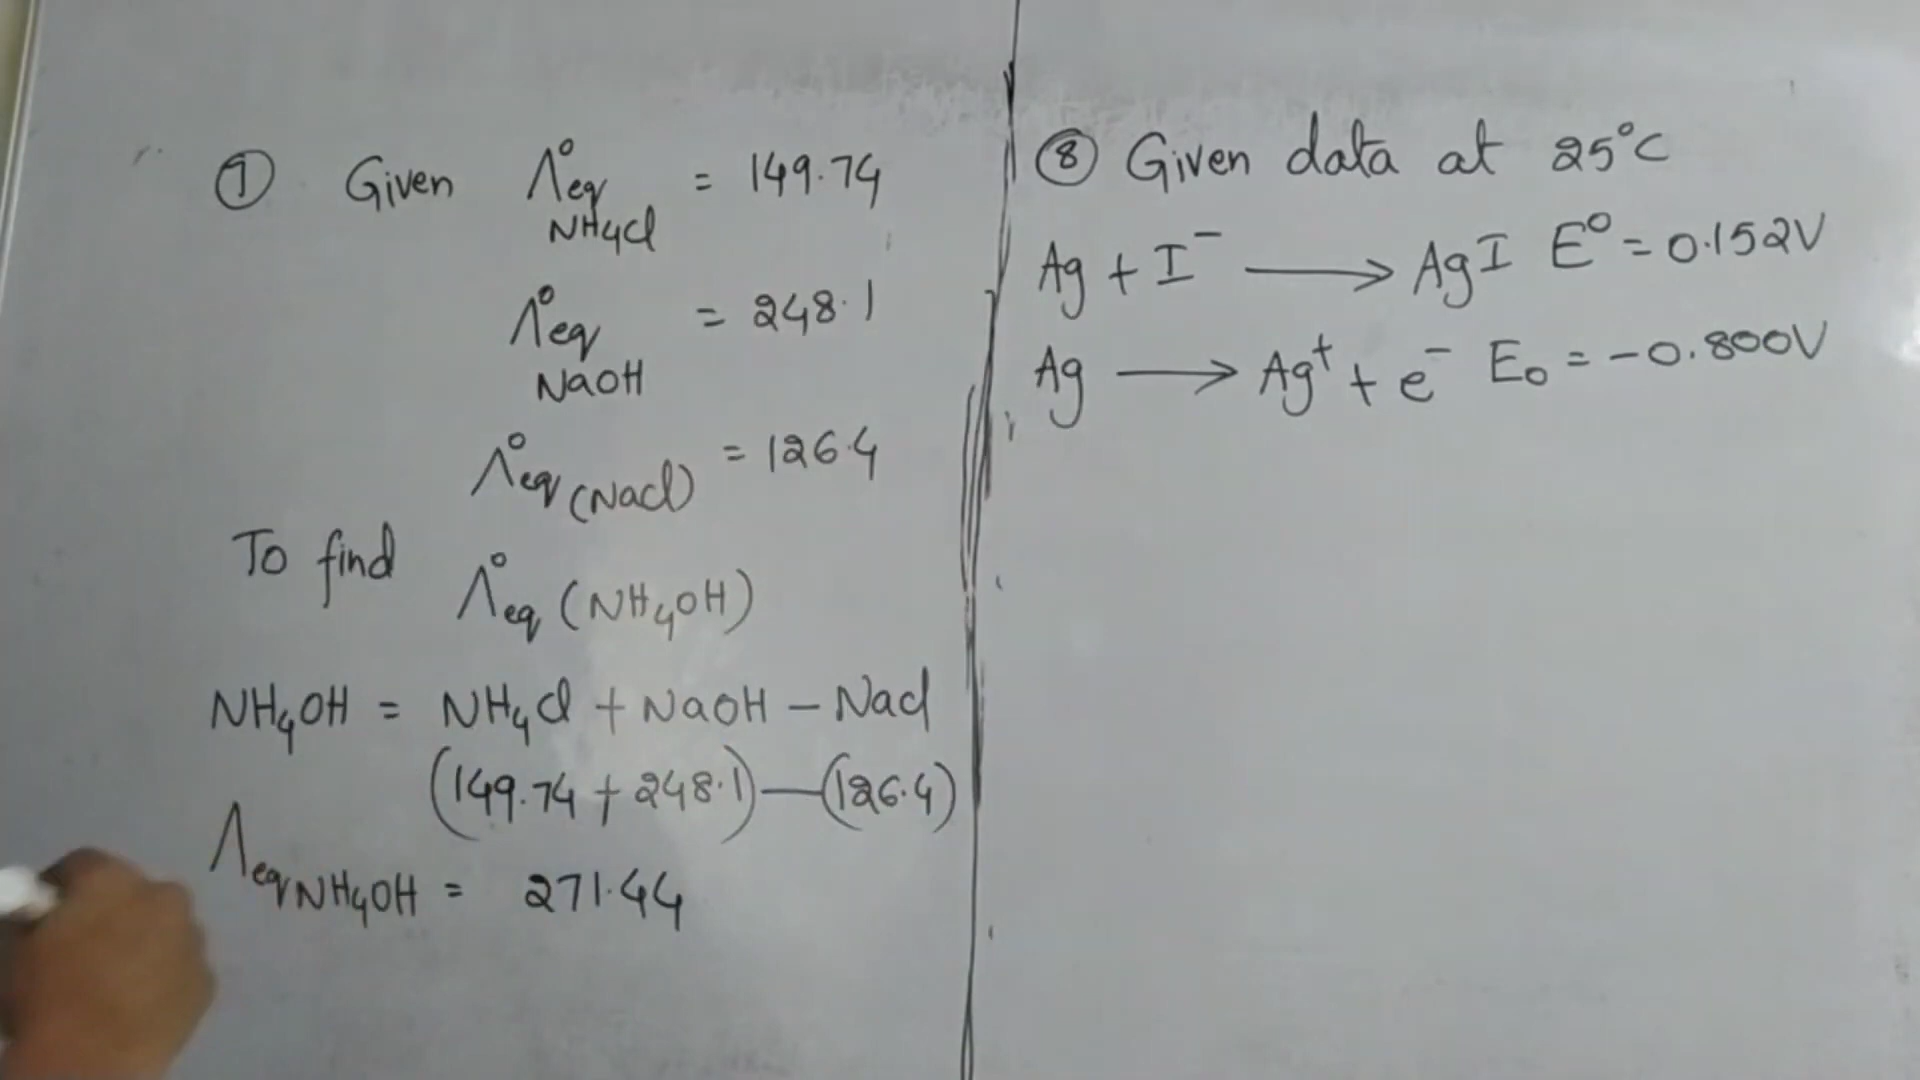 ① Given Λ°eq NH₄Cl = 149.74
Λ°eq NaOH = 248.1
Λ°eq (NaCl) = 126.4
To find Λ°eq (NH₄OH)
NH₄OH = NH₄Cl + NaOH − NaCl
(149.74 + 248.1) — (126.4)
Λeq NH₄OH = 271.44
⑧ Given data at 25°C
Ag + I⁻ ⟶ AgI E° = 0.152V
Ag ⟶ Ag⁺ + e⁻ E₀ = −0.800V